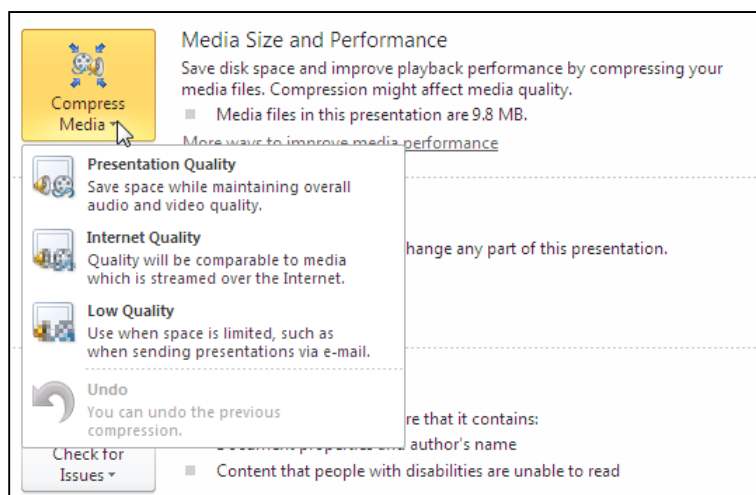 Media Size and Performance
Save disk space and improve playback performance by compressing your
media files. Compression might affect media quality.
Media files in this presentation are 9.8 MB.
More ways to improve media performance
Compress
Media
Presentation Quality
Save space while maintaining overall
audio and video quality.
Internet Quality
Quality will be comparable to media
which is streamed over the Internet.
Low Quality
Use when space is limited, such as
when sending presentations via e-mail.
Undo
You can undo the previous
compression.
hange any part of this presentation.
re that it contains:
Document properties and author's name
Content that people with disabilities are unable to read
Check for
Issues